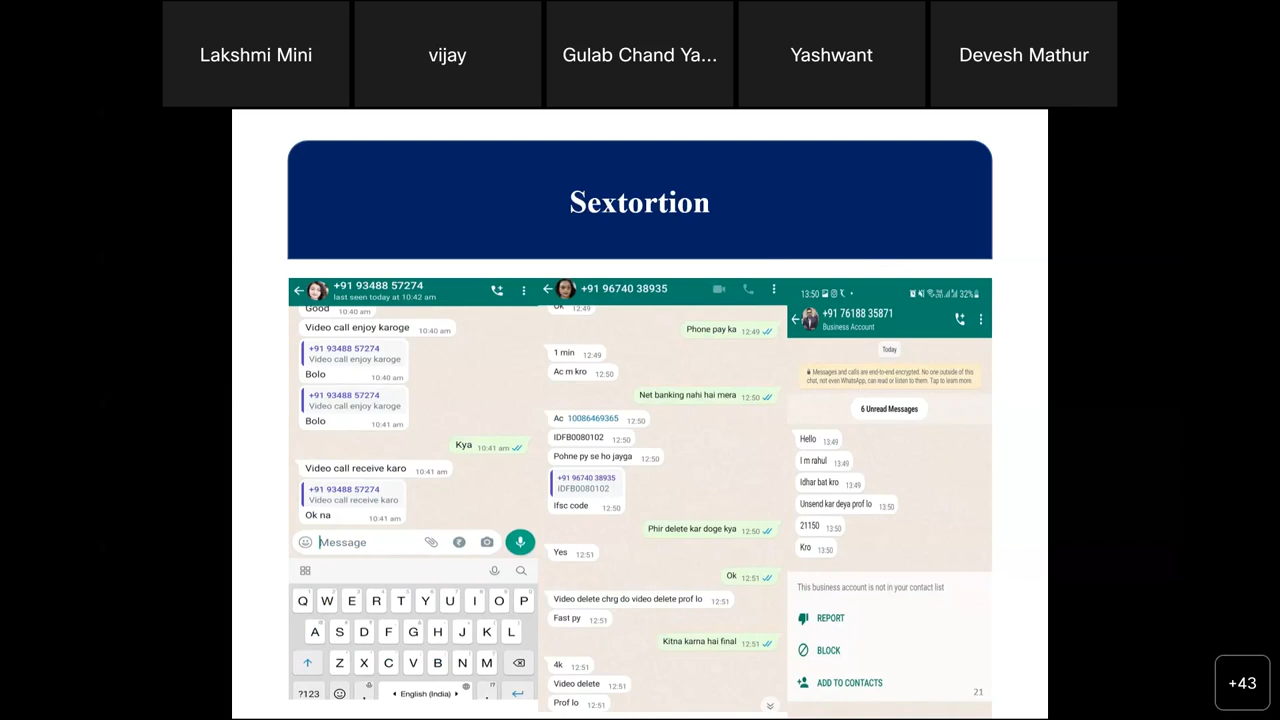 Lakshmi Mini
vijay
Gulab Chand Ya...
Yashwant
Devesh Mathur
Sextortion
+91 93488 57274
last seen today at 10:42 am
Good 10:40 am
Video call enjoy karoge 10:40 am
+91 93488 57274
Video call enjoy karoge
Bolo 10:40 am
+91 93488 57274
Video call enjoy karoge
Bolo 10:41 am
Kya 10:41 am
Video call receive karo 10:41 am
+91 93488 57274
Video call receive karo
Ok na 10:41 am
Message
Q W E R T Y U I O P
A S D F G H J K L
Z X C V B N M
?123 , English (India) .
+91 96740 38935
Ok 12:49
Phone pay ka 12:49
1 min 12:49
Ac m kro 12:50
Net banking nahi hai mera 12:50
Ac 10086469365 12:50
IDFB0080102 12:50
Pohne py se ho jayga 12:50
+91 96740 38935
IDFB0080102
Ifsc code 12:50
Phir delete kar doge kya 12:50
Yes 12:51
Ok 12:51
Video delete chrg do video delete prof lo 12:51
Fast py 12:51
Kitna karna hai final 12:51
4k 12:51
Video delete 12:51
Prof lo 12:51
13:50 32%
+91 76188 35871
Business Account
Today
Messages and calls are end-to-end encrypted. No one outside of this
chat, not even WhatsApp, can read or listen to them. Tap to learn more.
6 Unread Messages
Hello 13:49
I m rahul 13:49
Idhar bat kro 13:49
Unsend kar deya prof lo 13:50
21150 13:50
Kro 13:50
This business account is not in your contact list
REPORT
BLOCK
ADD TO CONTACTS
21
+43